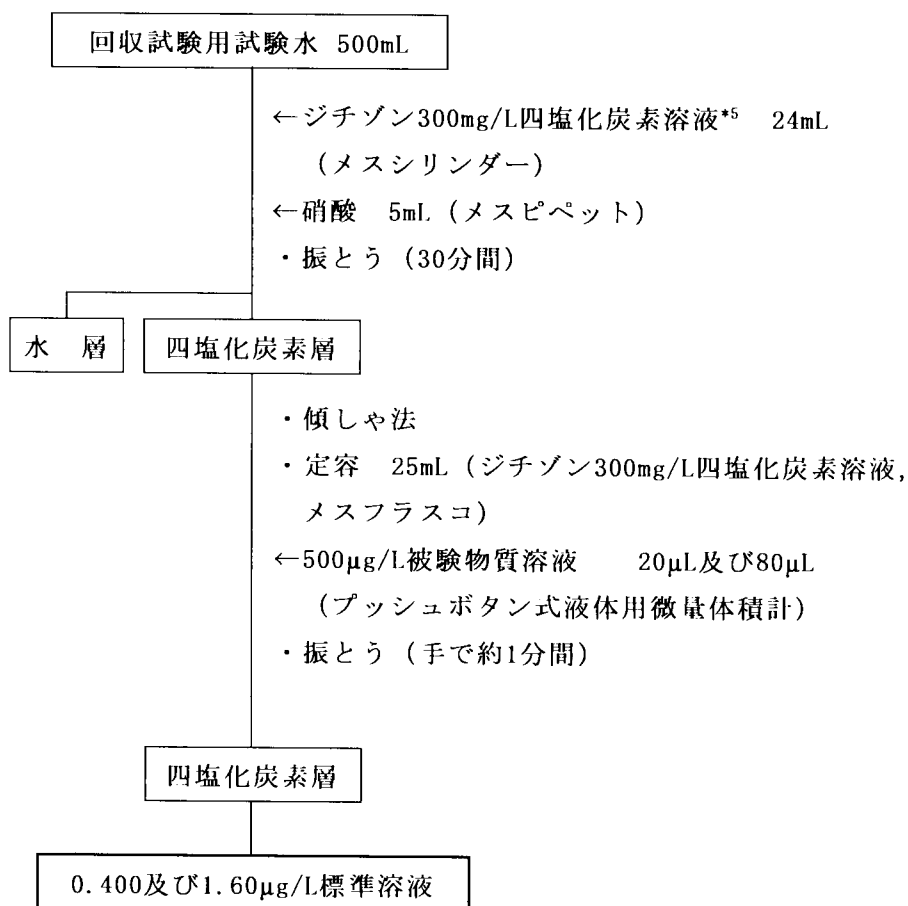 回収試験用試験水 500mL
←ジチゾン300mg/L四塩化炭素溶液*5 24mL
(メスシリンダー)
←硝酸 5mL (メスピペット)
・振とう (30分間)
水 層
四塩化炭素層
・傾しゃ法
・定容 25mL (ジチゾン300mg/L四塩化炭素溶液,
メスフラスコ)
←500μg/L被験物質溶液 20μL及び80μL
(プッシュボタン式液体用微量体積計)
・振とう (手で約1分間)
四塩化炭素層
0.400及び1.60μg/L標準溶液